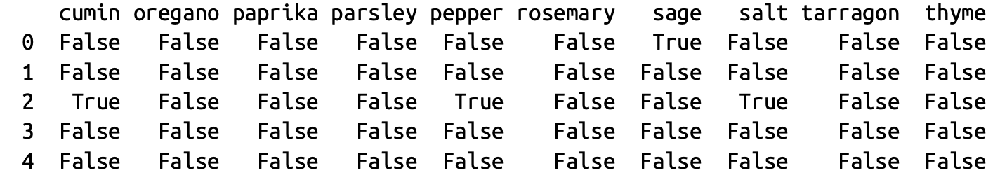 cumin oregano paprika parsley pepper rosemary sage salt tarragon thyme
0 False False False False False False True False False False
1 False False False False False False False False False False
2 True False False False True False False True False False
3 False False False False False False False False False False
4 False False False False False False False False False False